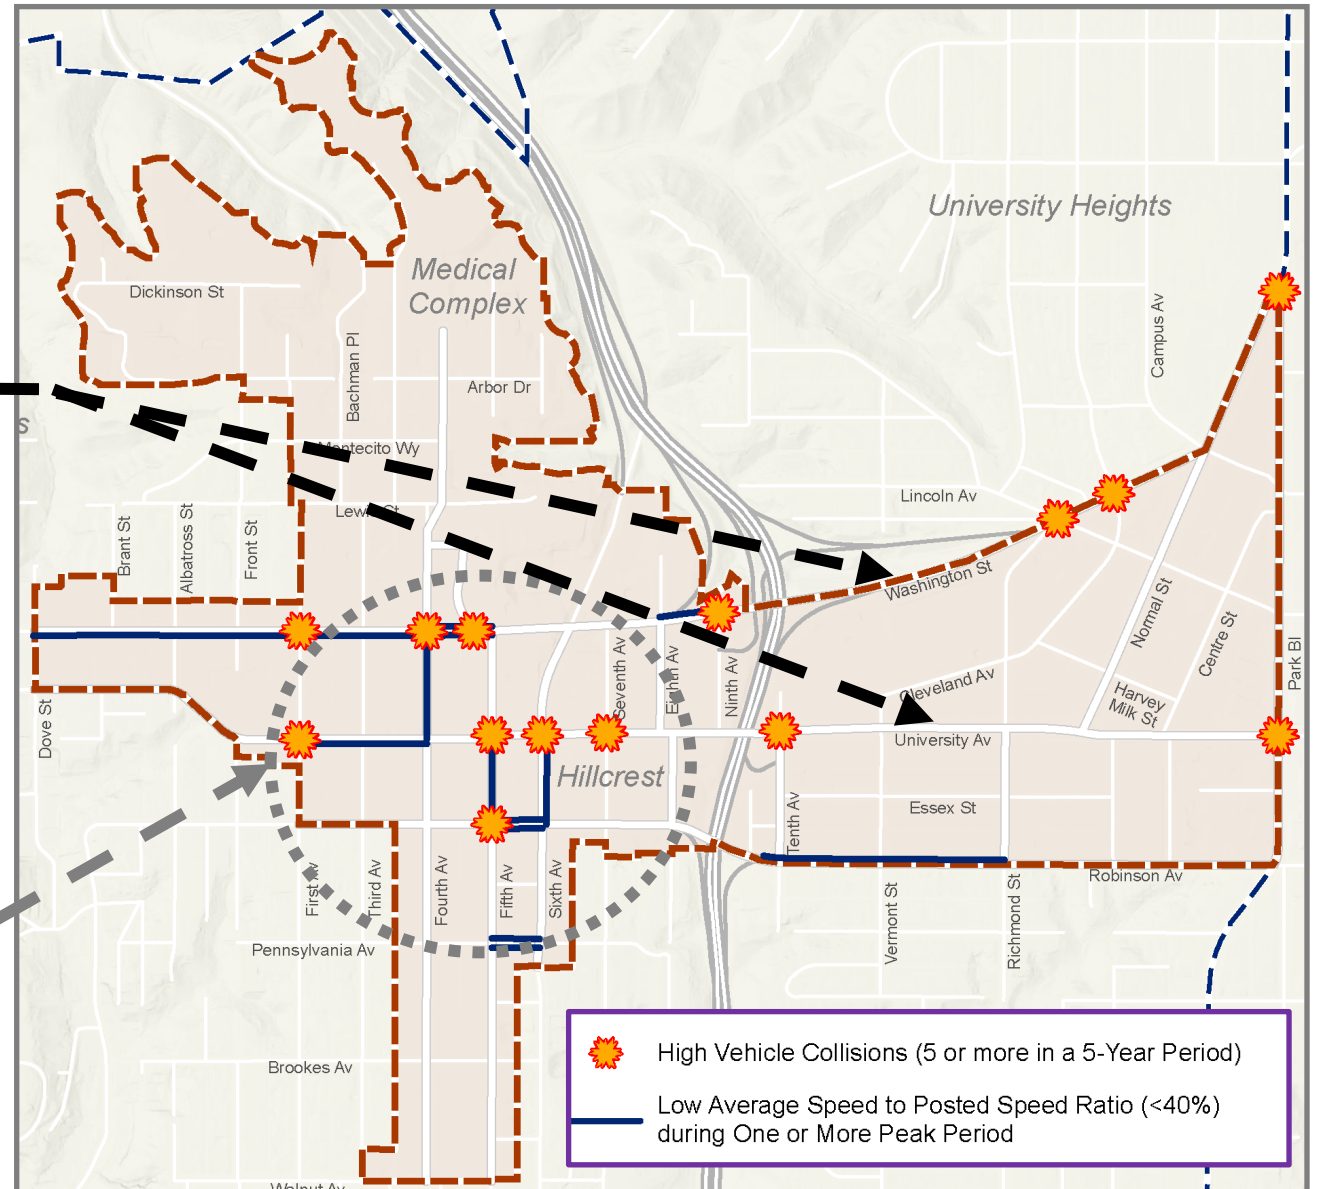 University Heights
Medical
Complex
Dickinson St
Campus Av
Bachman Pl
Arbor Dr
s
Montecito Wy
Lincoln Av
Lewis St
Brant St
Albatross St
Front St
Washington St
Normal St
Centre St
Park Bl
Seventh Av
Eighth Av
Ninth Av
Cleveland Av
Harvey
Milk St
Dove St
University Av
Hillcrest
Essex St
Tenth Av
First Av
Third Av
Fourth Av
Fifth Av
Sixth Av
Robinson Av
Vermont St
Richmond St
Pennsylvania Av
Brookes Av
Walnut Av
High Vehicle Collisions (5 or more in a 5-Year Period)
Low Average Speed to Posted Speed Ratio (<40%)
during One or More Peak Period